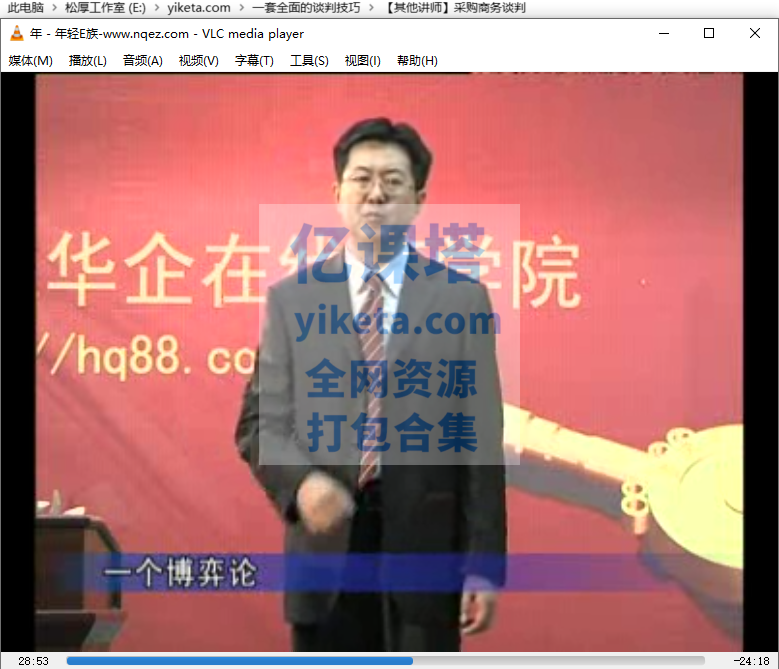 此电脑 > 松厚工作室 (E:) > yiketa.com > 一套全面的谈判技巧 > 【其他讲师】采购商务谈判
年 - 年轻E族-www.nqez.com - VLC media player
媒体(M) 播放(L) 音频(A) 视频(V) 字幕(T) 工具(S) 视图(I) 帮助(H)
华企在线 学院
//hq88.co
亿课塔
yiketa.com
全网资源
打包合集
一个博弈论
28:53 -24:18